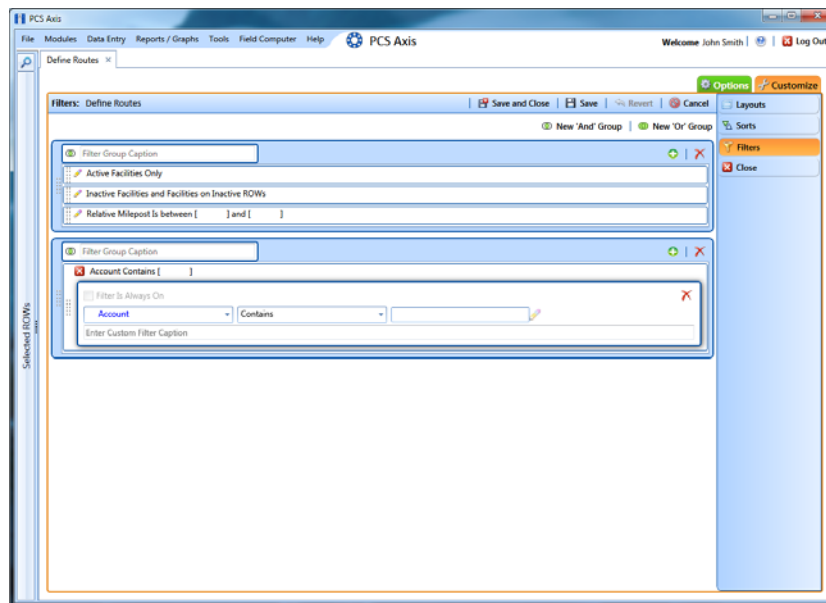 PCS Axis
File Modules Data Entry Reports / Graphs Tools Field Computer Help PCS Axis Welcome John Smith | | Log Out
Define Routes ×
Options Customize
Filters: Define Routes | Save and Close | Save | Revert | Cancel
Layouts
New 'And' Group | New 'Or' Group
Sorts
Filters
Close
Filter Group Caption
Active Facilities Only
Inactive Facilities and Facilities on Inactive ROWs
Relative Milepost Is between [ ] and [ ]
Filter Group Caption
Account Contains [ ]
Filter Is Always On
Account Contains
Enter Custom Filter Caption
Selected ROWs